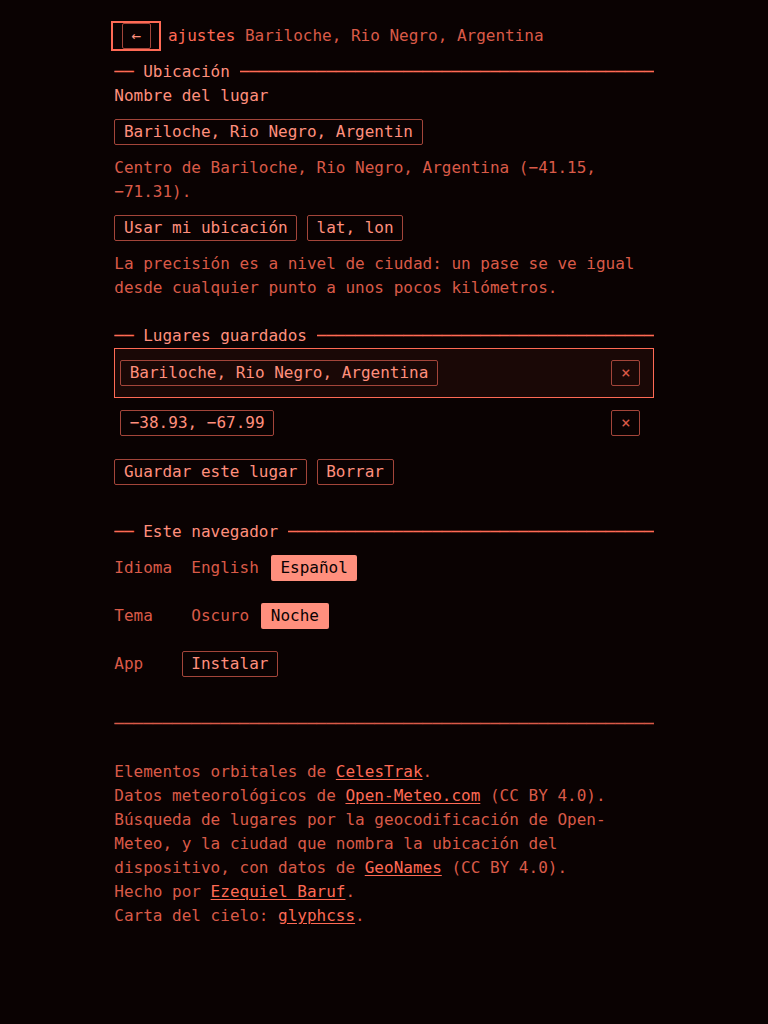 ← ajustes Bariloche, Rio Negro, Argentina
Ubicación
Nombre del lugar
Bariloche, Rio Negro, Argentin
Centro de Bariloche, Rio Negro, Argentina (−41.15,
−71.31).
Usar mi ubicación lat, lon
La precisión es a nivel de ciudad: un pase se ve igual
desde cualquier punto a unos pocos kilómetros.
Lugares guardados
Bariloche, Rio Negro, Argentina ×
−38.93, −67.99 ×
Guardar este lugar Borrar
Este navegador
Idioma English Español
Tema Oscuro Noche
App Instalar
Elementos orbitales de CelesTrak.
Datos meteorológicos de Open-Meteo.com (CC BY 4.0).
Búsqueda de lugares por la geocodificación de Open-
Meteo, y la ciudad que nombra la ubicación del
dispositivo, con datos de GeoNames (CC BY 4.0).
Hecho por Ezequiel Baruf.
Carta del cielo: glyphcss.